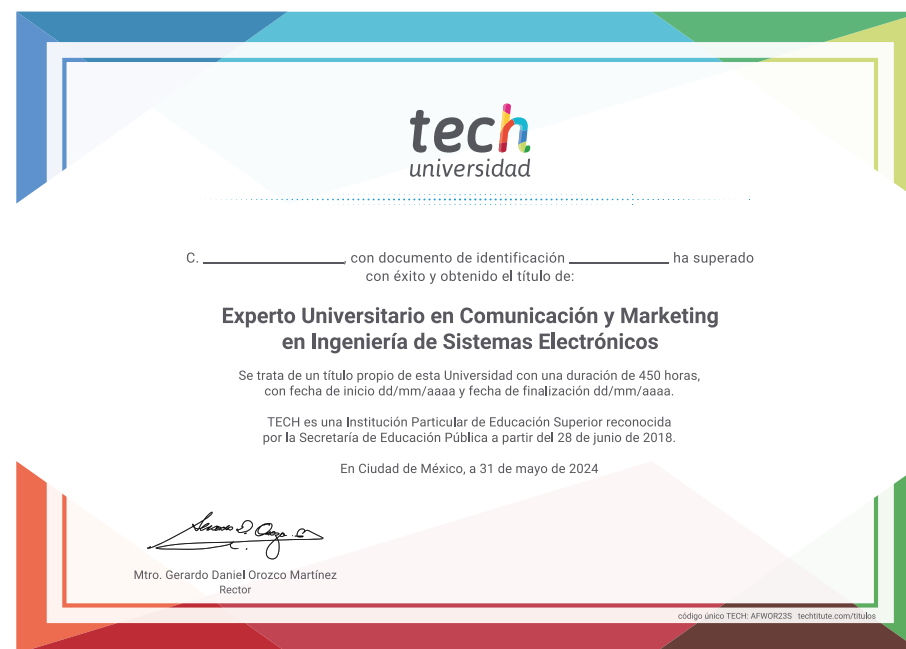 tech
universidad
C. ____________, con documento de identificación ____________ ha superado
con éxito y obtenido el título de:
Experto Universitario en Comunicación y Marketing
en Ingeniería de Sistemas Electrónicos
Se trata de un título propio de esta Universidad con una duración de 450 horas,
con fecha de inicio dd/mm/aaaa y fecha de finalización dd/mm/aaaa.
TECH es una Institución Particular de Educación Superior reconocida
por la Secretaría de Educación Pública a partir del 28 de junio de 2018.
En Ciudad de México, a 31 de mayo de 2024
Mtro. Gerardo Daniel Orozco Martínez
Rector
código único TECH: AFWOR23S techtitute.com/titulos